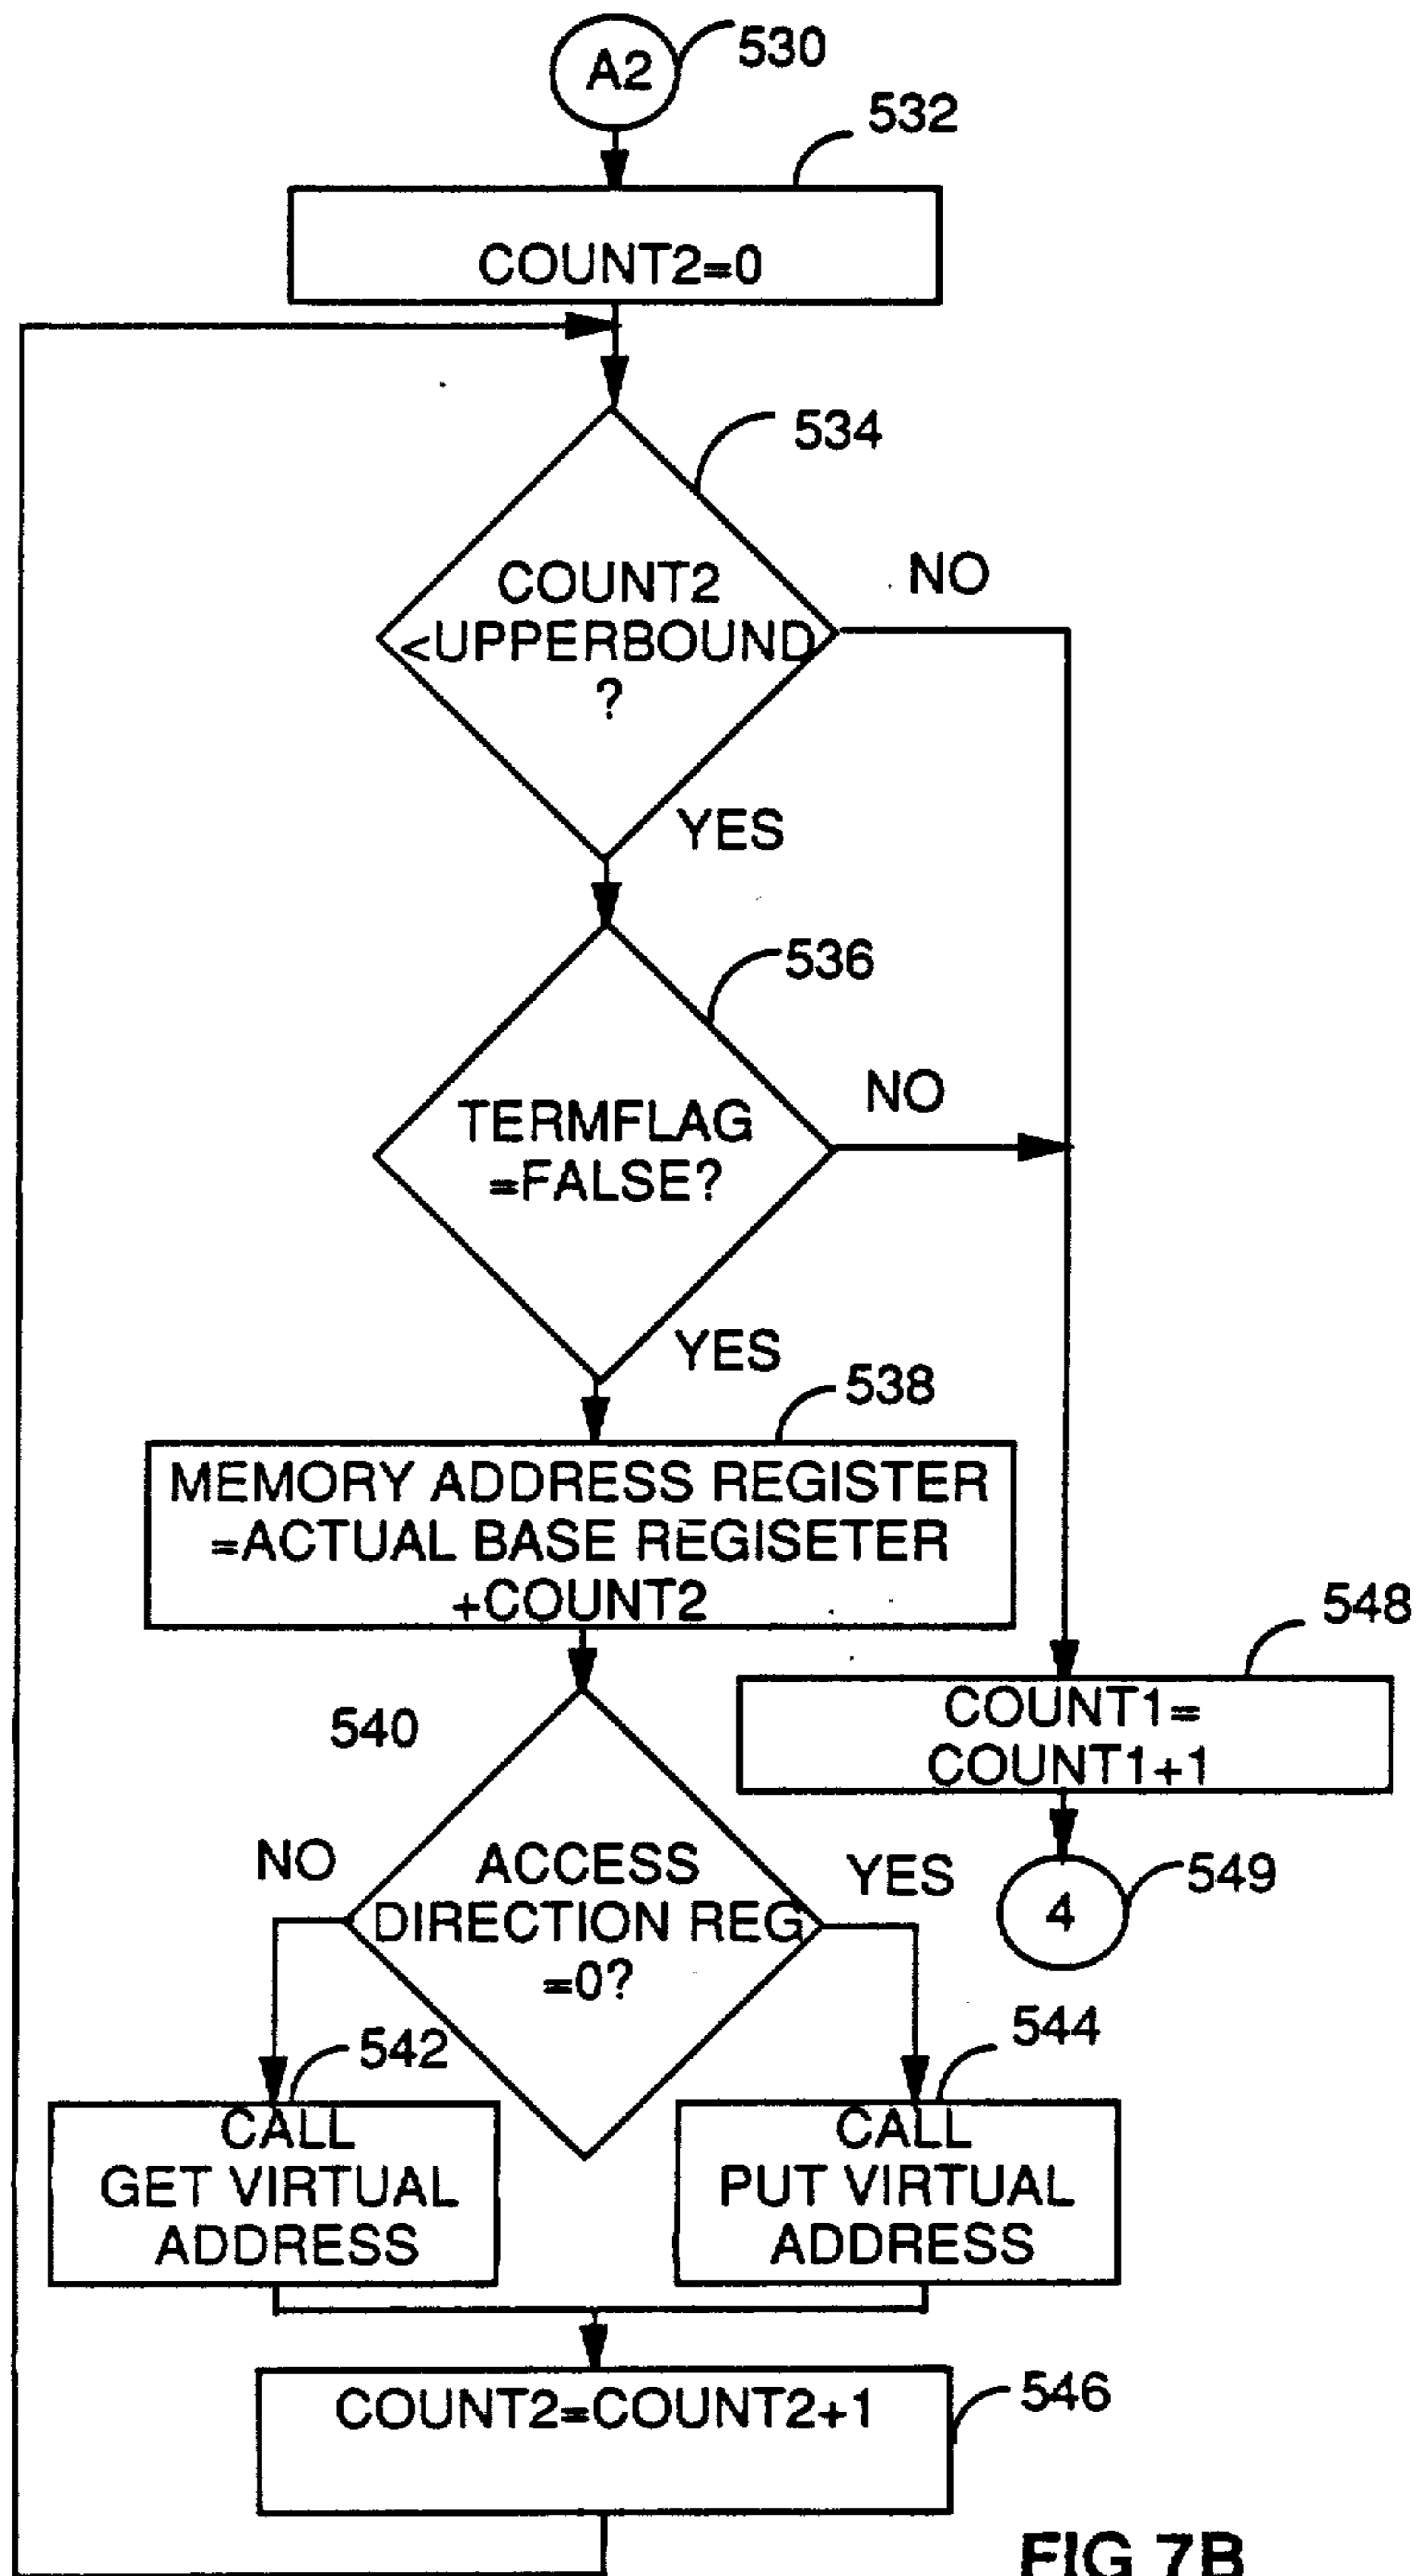 A2
530
532
COUNT2=0
534
COUNT2
<UPPERBOUND
?
NO
YES
536
TERMFLAG
=FALSE?
NO
YES
538
MEMORY ADDRESS REGISTER
=ACTUAL BASE REGISETER
+COUNT2
548
COUNT1=
COUNT1+1
540
NO
ACCESS
DIRECTION REG
=0?
YES
4
549
542
544
CALL
GET VIRTUAL
ADDRESS
CALL
PUT VIRTUAL
ADDRESS
COUNT2=COUNT2+1
546
FIG 7B